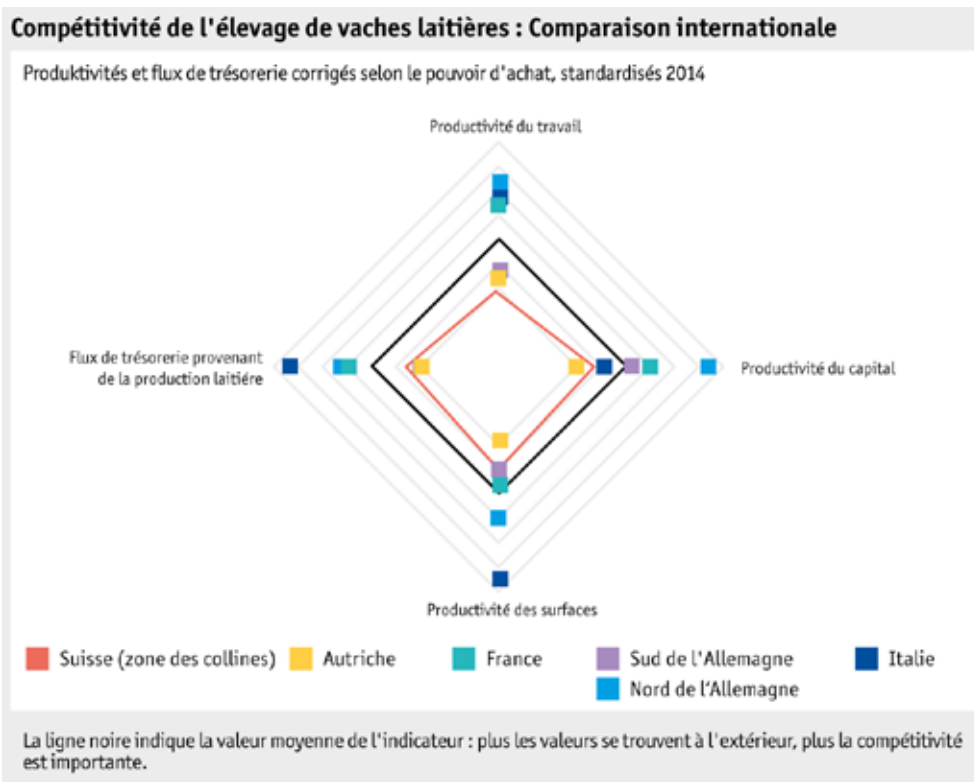 Compétitivité de l'élevage de vaches laitières : Comparaison internationale
Produktivités et flux de trésorerie corrigés selon le pouvoir d'achat, standardisés 2014
Productivité du travail
Flux de trésorerie provenant
de la production laitiére
Productivité du capital
Productivité des surfaces
Suisse (zone des collines)
Autriche
France
Sud de l'Allemagne
Italie
Nord de l'Allemagne
La ligne noire indique la valeur moyenne de l'indicateur : plus les valeurs se trouvent à l'extérieur, plus la compétitivité
est importante.